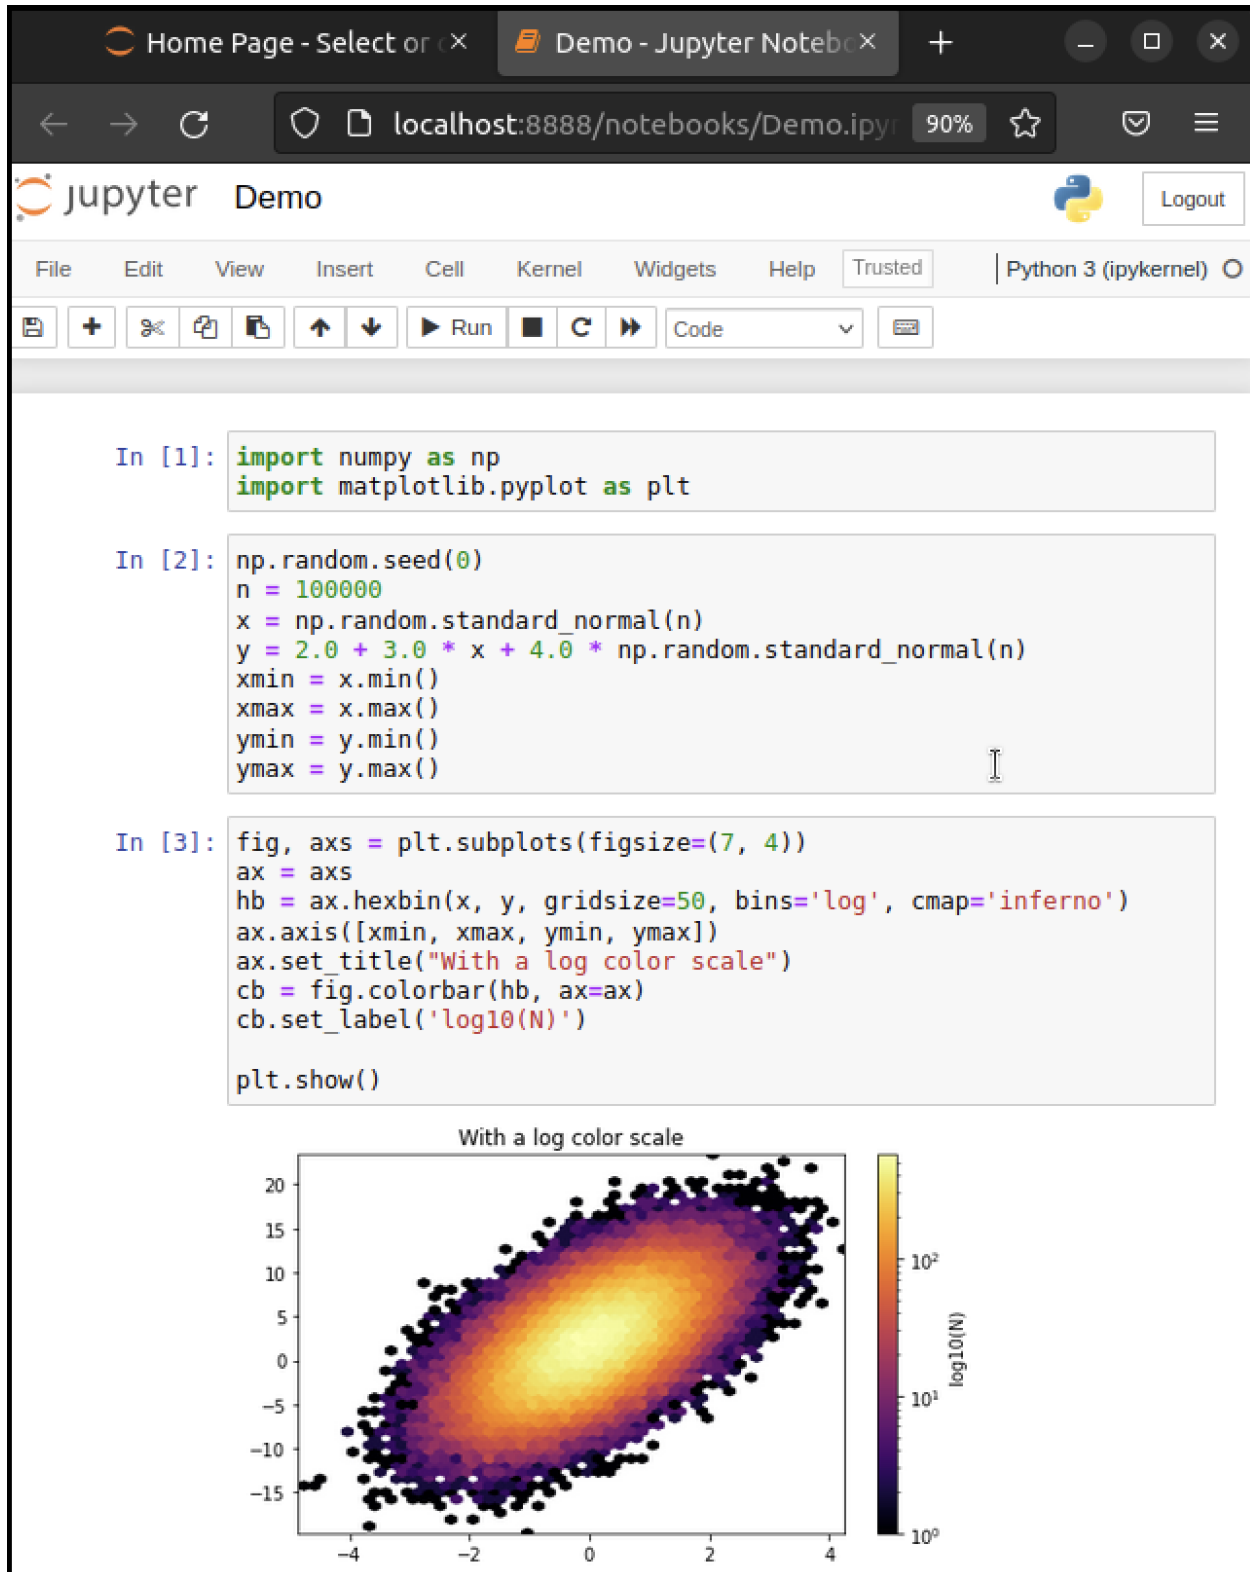 Home Page - Select or c
Demo - Jupyter Notebo
localhost:8888/notebooks/Demo.ipyn
90%
jupyter Demo
Logout
File Edit View Insert Cell Kernel Widgets Help Trusted Python 3 (ipykernel)
Run Code
In [1]: import numpy as np
import matplotlib.pyplot as plt
In [2]: np.random.seed(0)
n = 100000
x = np.random.standard_normal(n)
y = 2.0 + 3.0 * x + 4.0 * np.random.standard_normal(n)
xmin = x.min()
xmax = x.max()
ymin = y.min()
ymax = y.max()
In [3]: fig, axs = plt.subplots(figsize=(7, 4))
ax = axs
hb = ax.hexbin(x, y, gridsize=50, bins='log', cmap='inferno')
ax.axis([xmin, xmax, ymin, ymax])
ax.set_title("With a log color scale")
cb = fig.colorbar(hb, ax=ax)
cb.set_label('log10(N)')
plt.show()
With a log color scale
20
15
10
5
0
−5
−10
−15
−4 −2 0 2 4
10²
10¹
10⁰
log10(N)